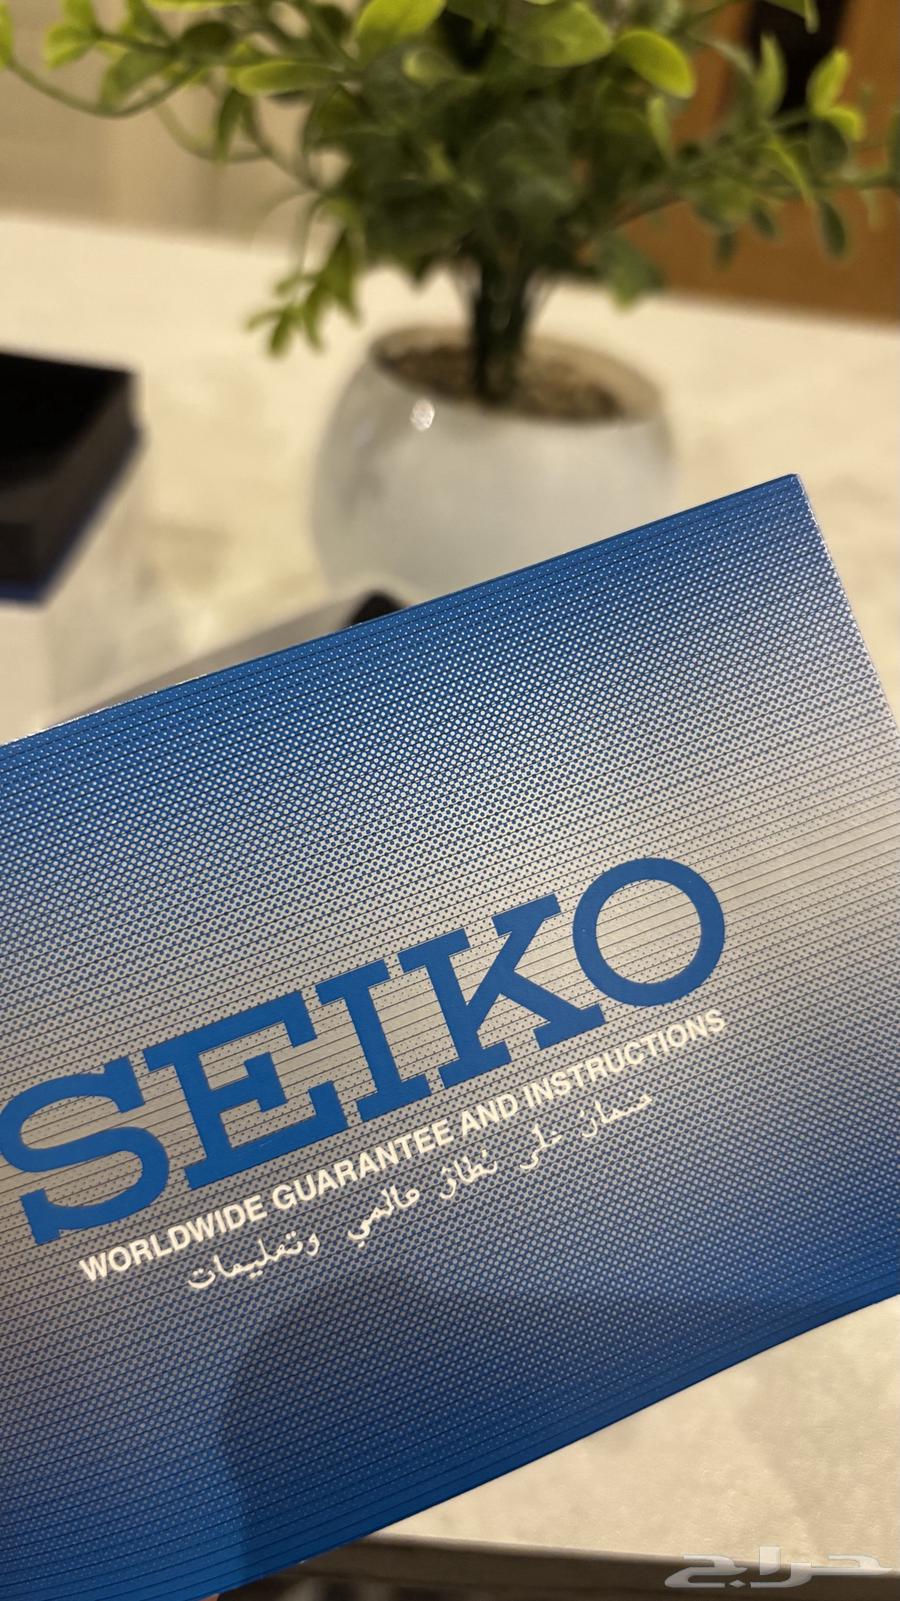 SEIKO
WORLDWIDE GUARANTEE AND INSTRUCTIONS
ضمان على نطاق عالمي وتعليمات
حراج